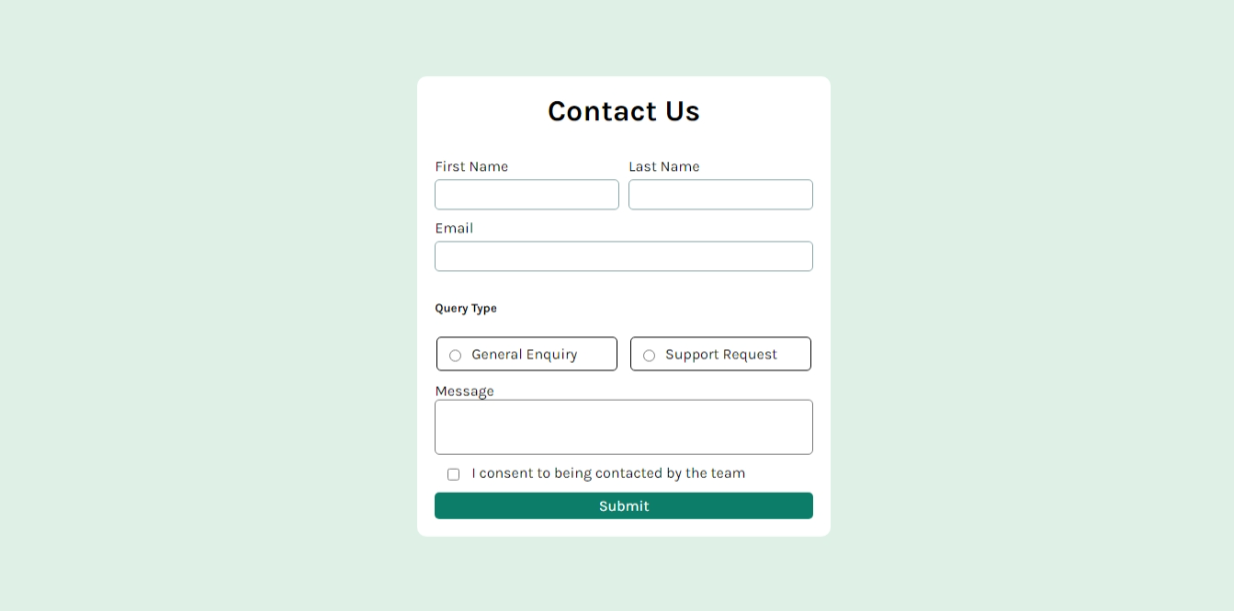 Contact Us
First Name Last Name
Email
Query Type
General Enquiry Support Request
Message
I consent to being contacted by the team
Submit